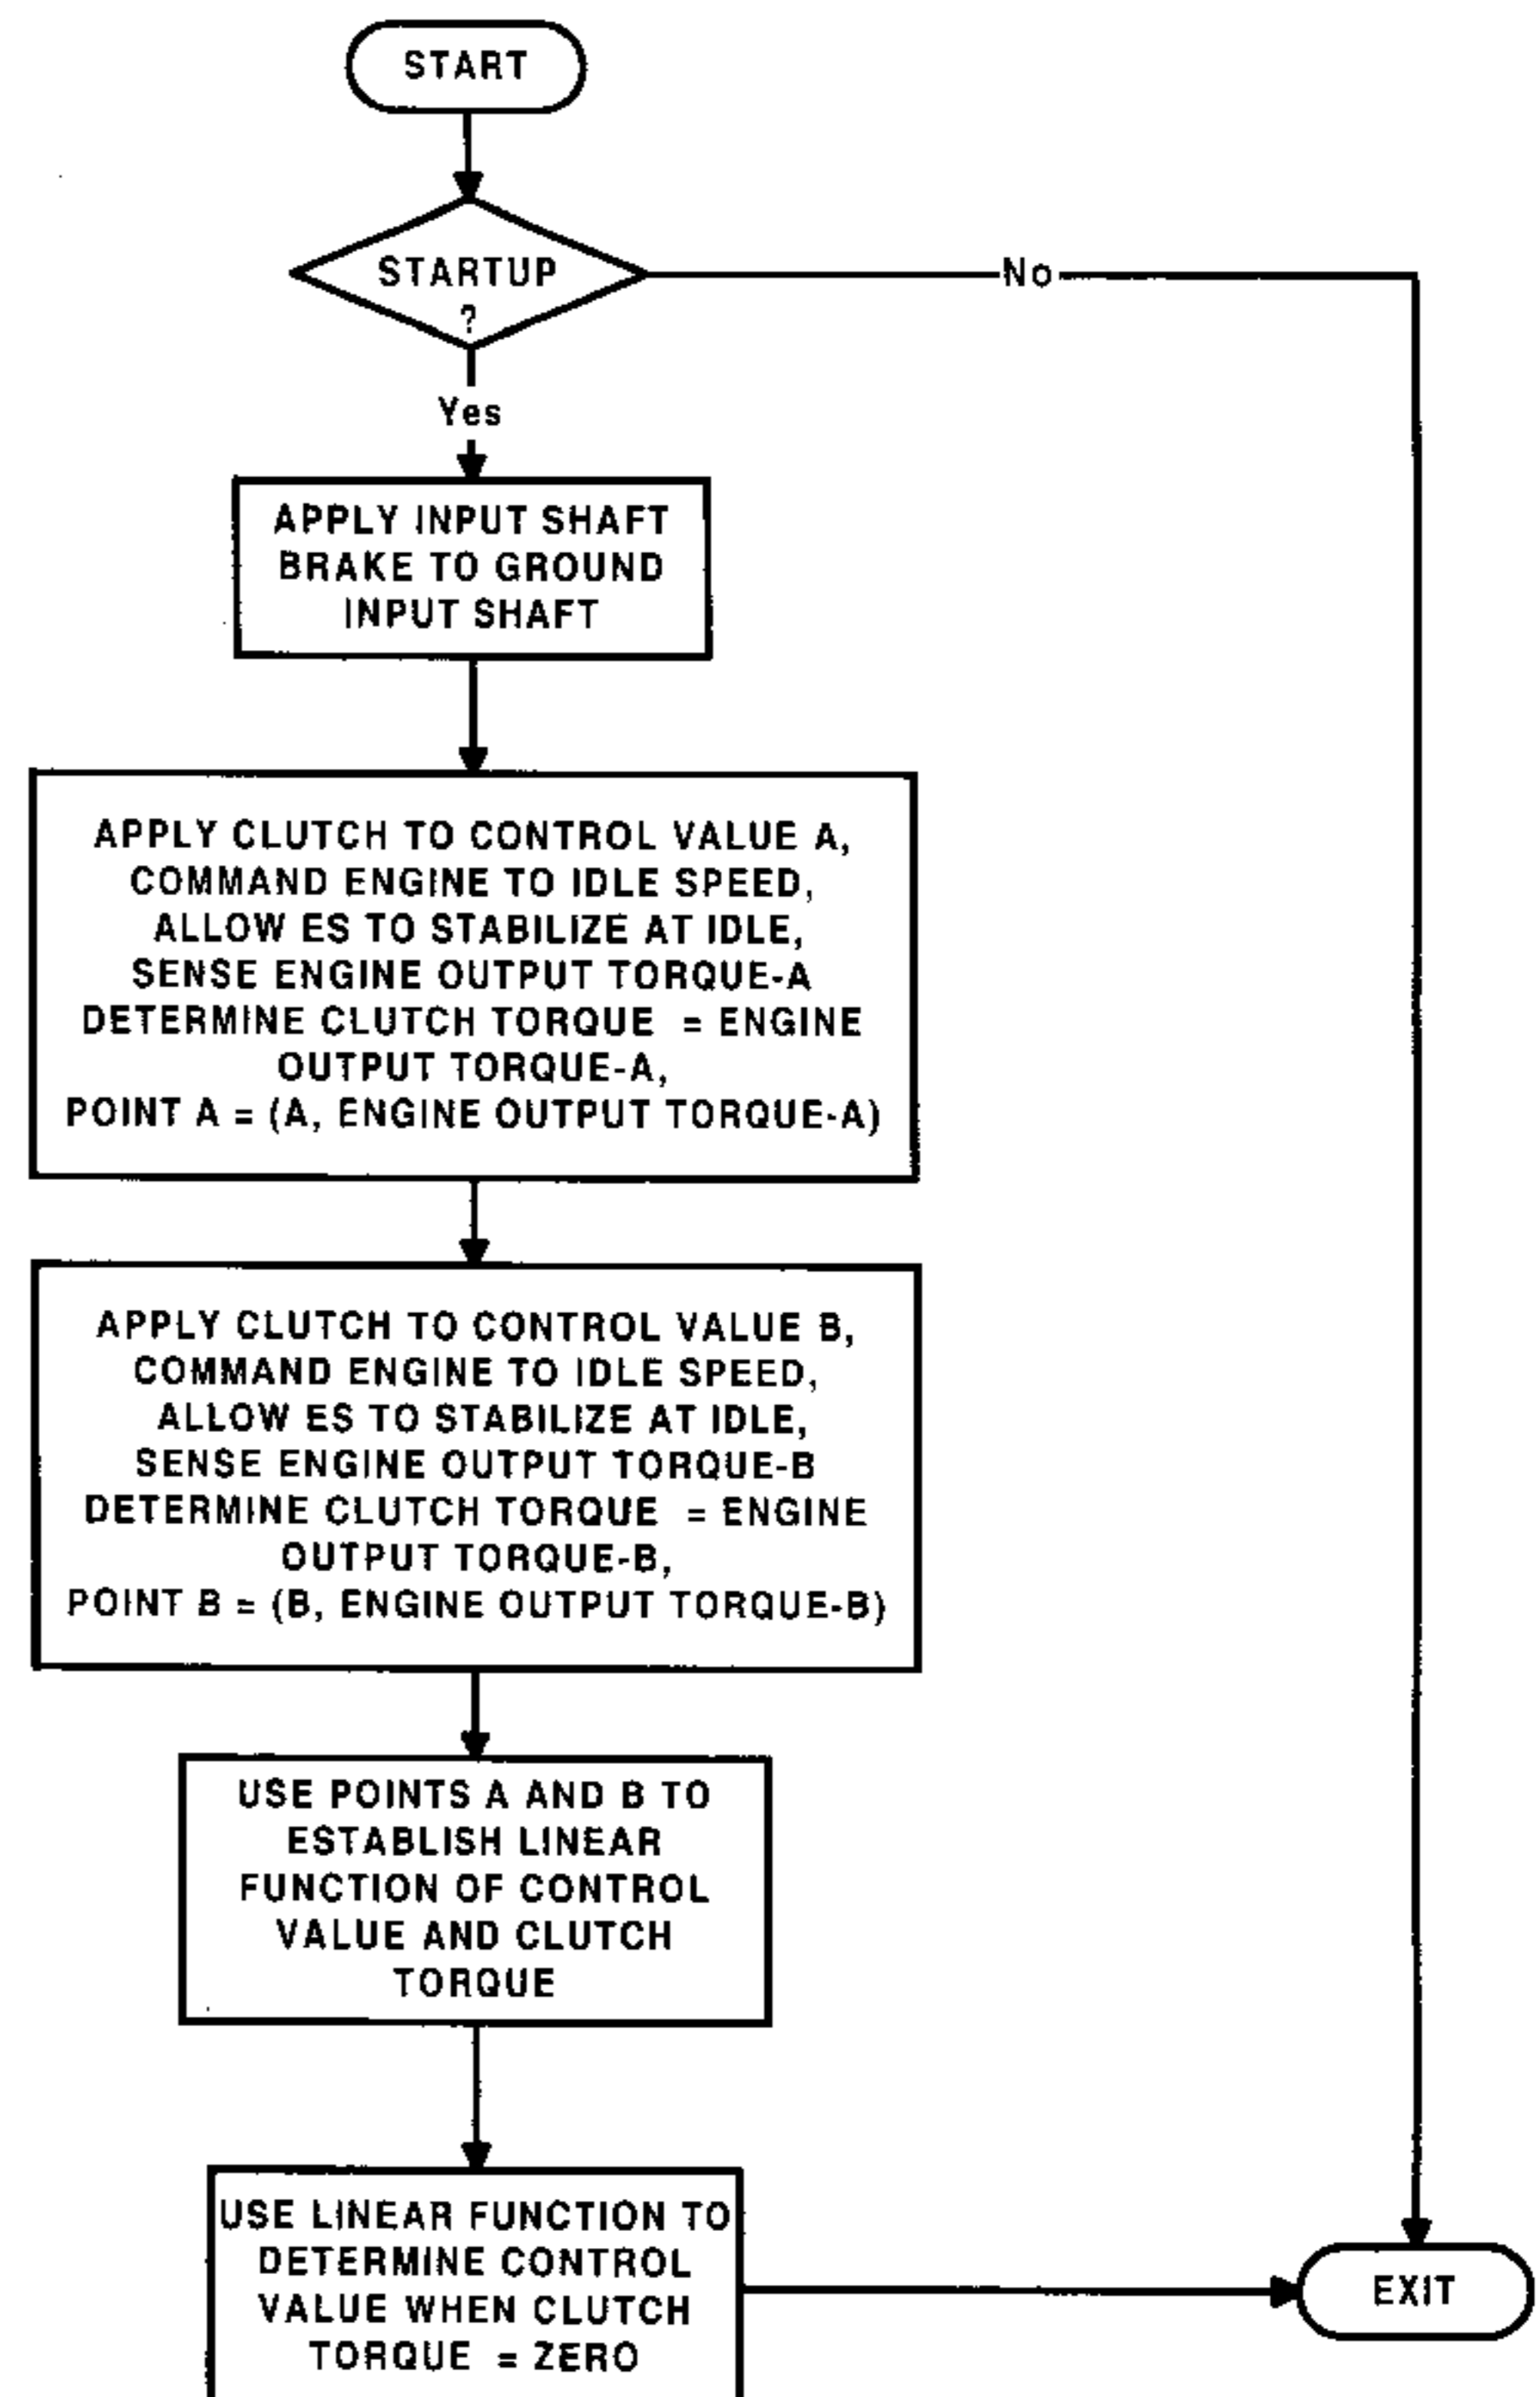 START
STARTUP
?
No
Yes
APPLY INPUT SHAFT
BRAKE TO GROUND
INPUT SHAFT
APPLY CLUTCH TO CONTROL VALUE A,
COMMAND ENGINE TO IDLE SPEED,
ALLOW ES TO STABILIZE AT IDLE,
SENSE ENGINE OUTPUT TORQUE-A
DETERMINE CLUTCH TORQUE = ENGINE
OUTPUT TORQUE-A,
POINT A = (A, ENGINE OUTPUT TORQUE-A)
APPLY CLUTCH TO CONTROL VALUE B,
COMMAND ENGINE TO IDLE SPEED,
ALLOW ES TO STABILIZE AT IDLE,
SENSE ENGINE OUTPUT TORQUE-B
DETERMINE CLUTCH TORQUE = ENGINE
OUTPUT TORQUE-B,
POINT B = (B, ENGINE OUTPUT TORQUE-B)
USE POINTS A AND B TO
ESTABLISH LINEAR
FUNCTION OF CONTROL
VALUE AND CLUTCH
TORQUE
USE LINEAR FUNCTION TO
DETERMINE CONTROL
VALUE WHEN CLUTCH
TORQUE = ZERO
EXIT